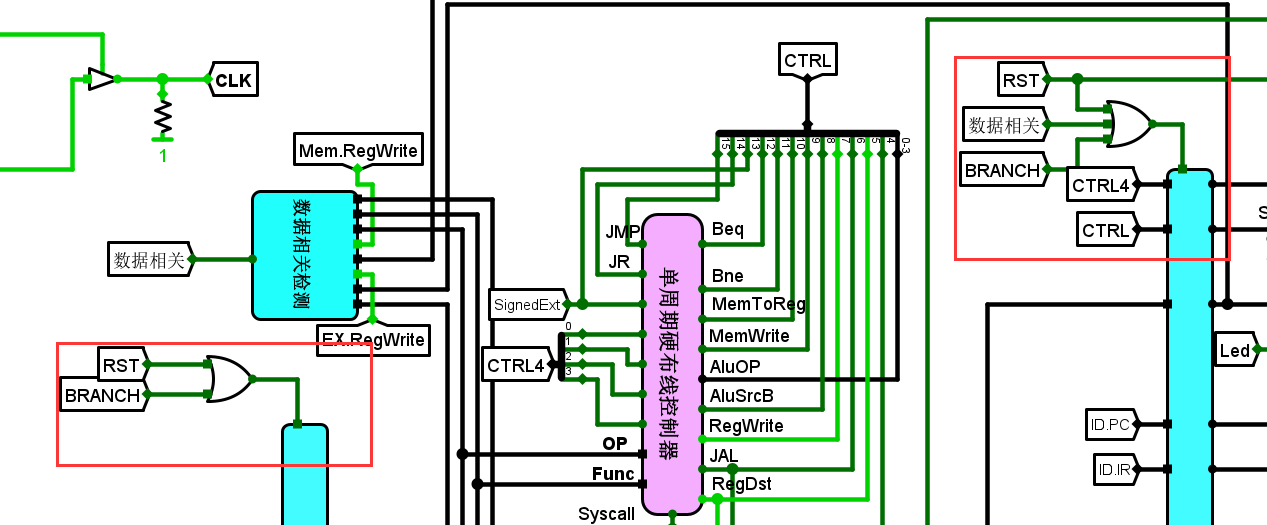 CTRL
RST
CLK
数据相关
BRANCH
Mem.RegWrite
1
CTRL4
CTRL
15
14
13
12
11
10
9
8
7
6
5
4
0-3
数据相关检测
数据相关
JMP
JR
SignedExt
0
1
2
3
CTRL4
OP
Func
Syscall
单周期硬布线控制器
Beq
Bne
MemToReg
MemWrite
AluOP
AluSrcB
RegWrite
JAL
RegDst
EX.RegWrite
RST
BRANCH
S
Led
ID.PC
ID.IR